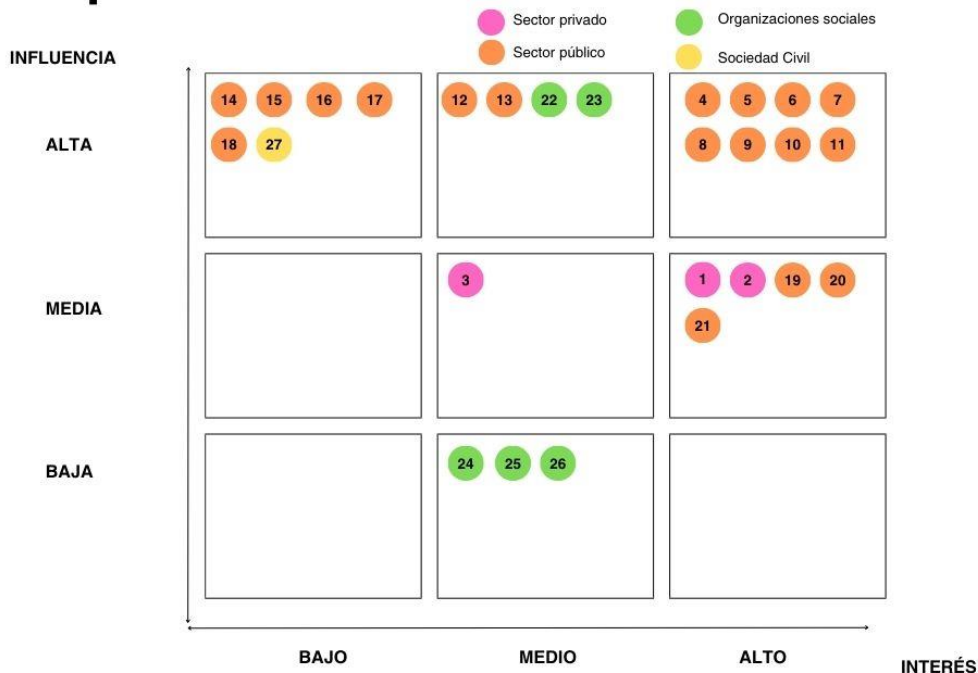 Sector privado
Organizaciones sociales
Sector público
Sociedad Civil
INFLUENCIA
ALTA
14 15 16 17
18 27
12 13 22 23
4 5 6 7
8 9 10 11
MEDIA
3
1 2 19 20
21
BAJA
24 25 26
BAJO
MEDIO
ALTO
INTERÉS